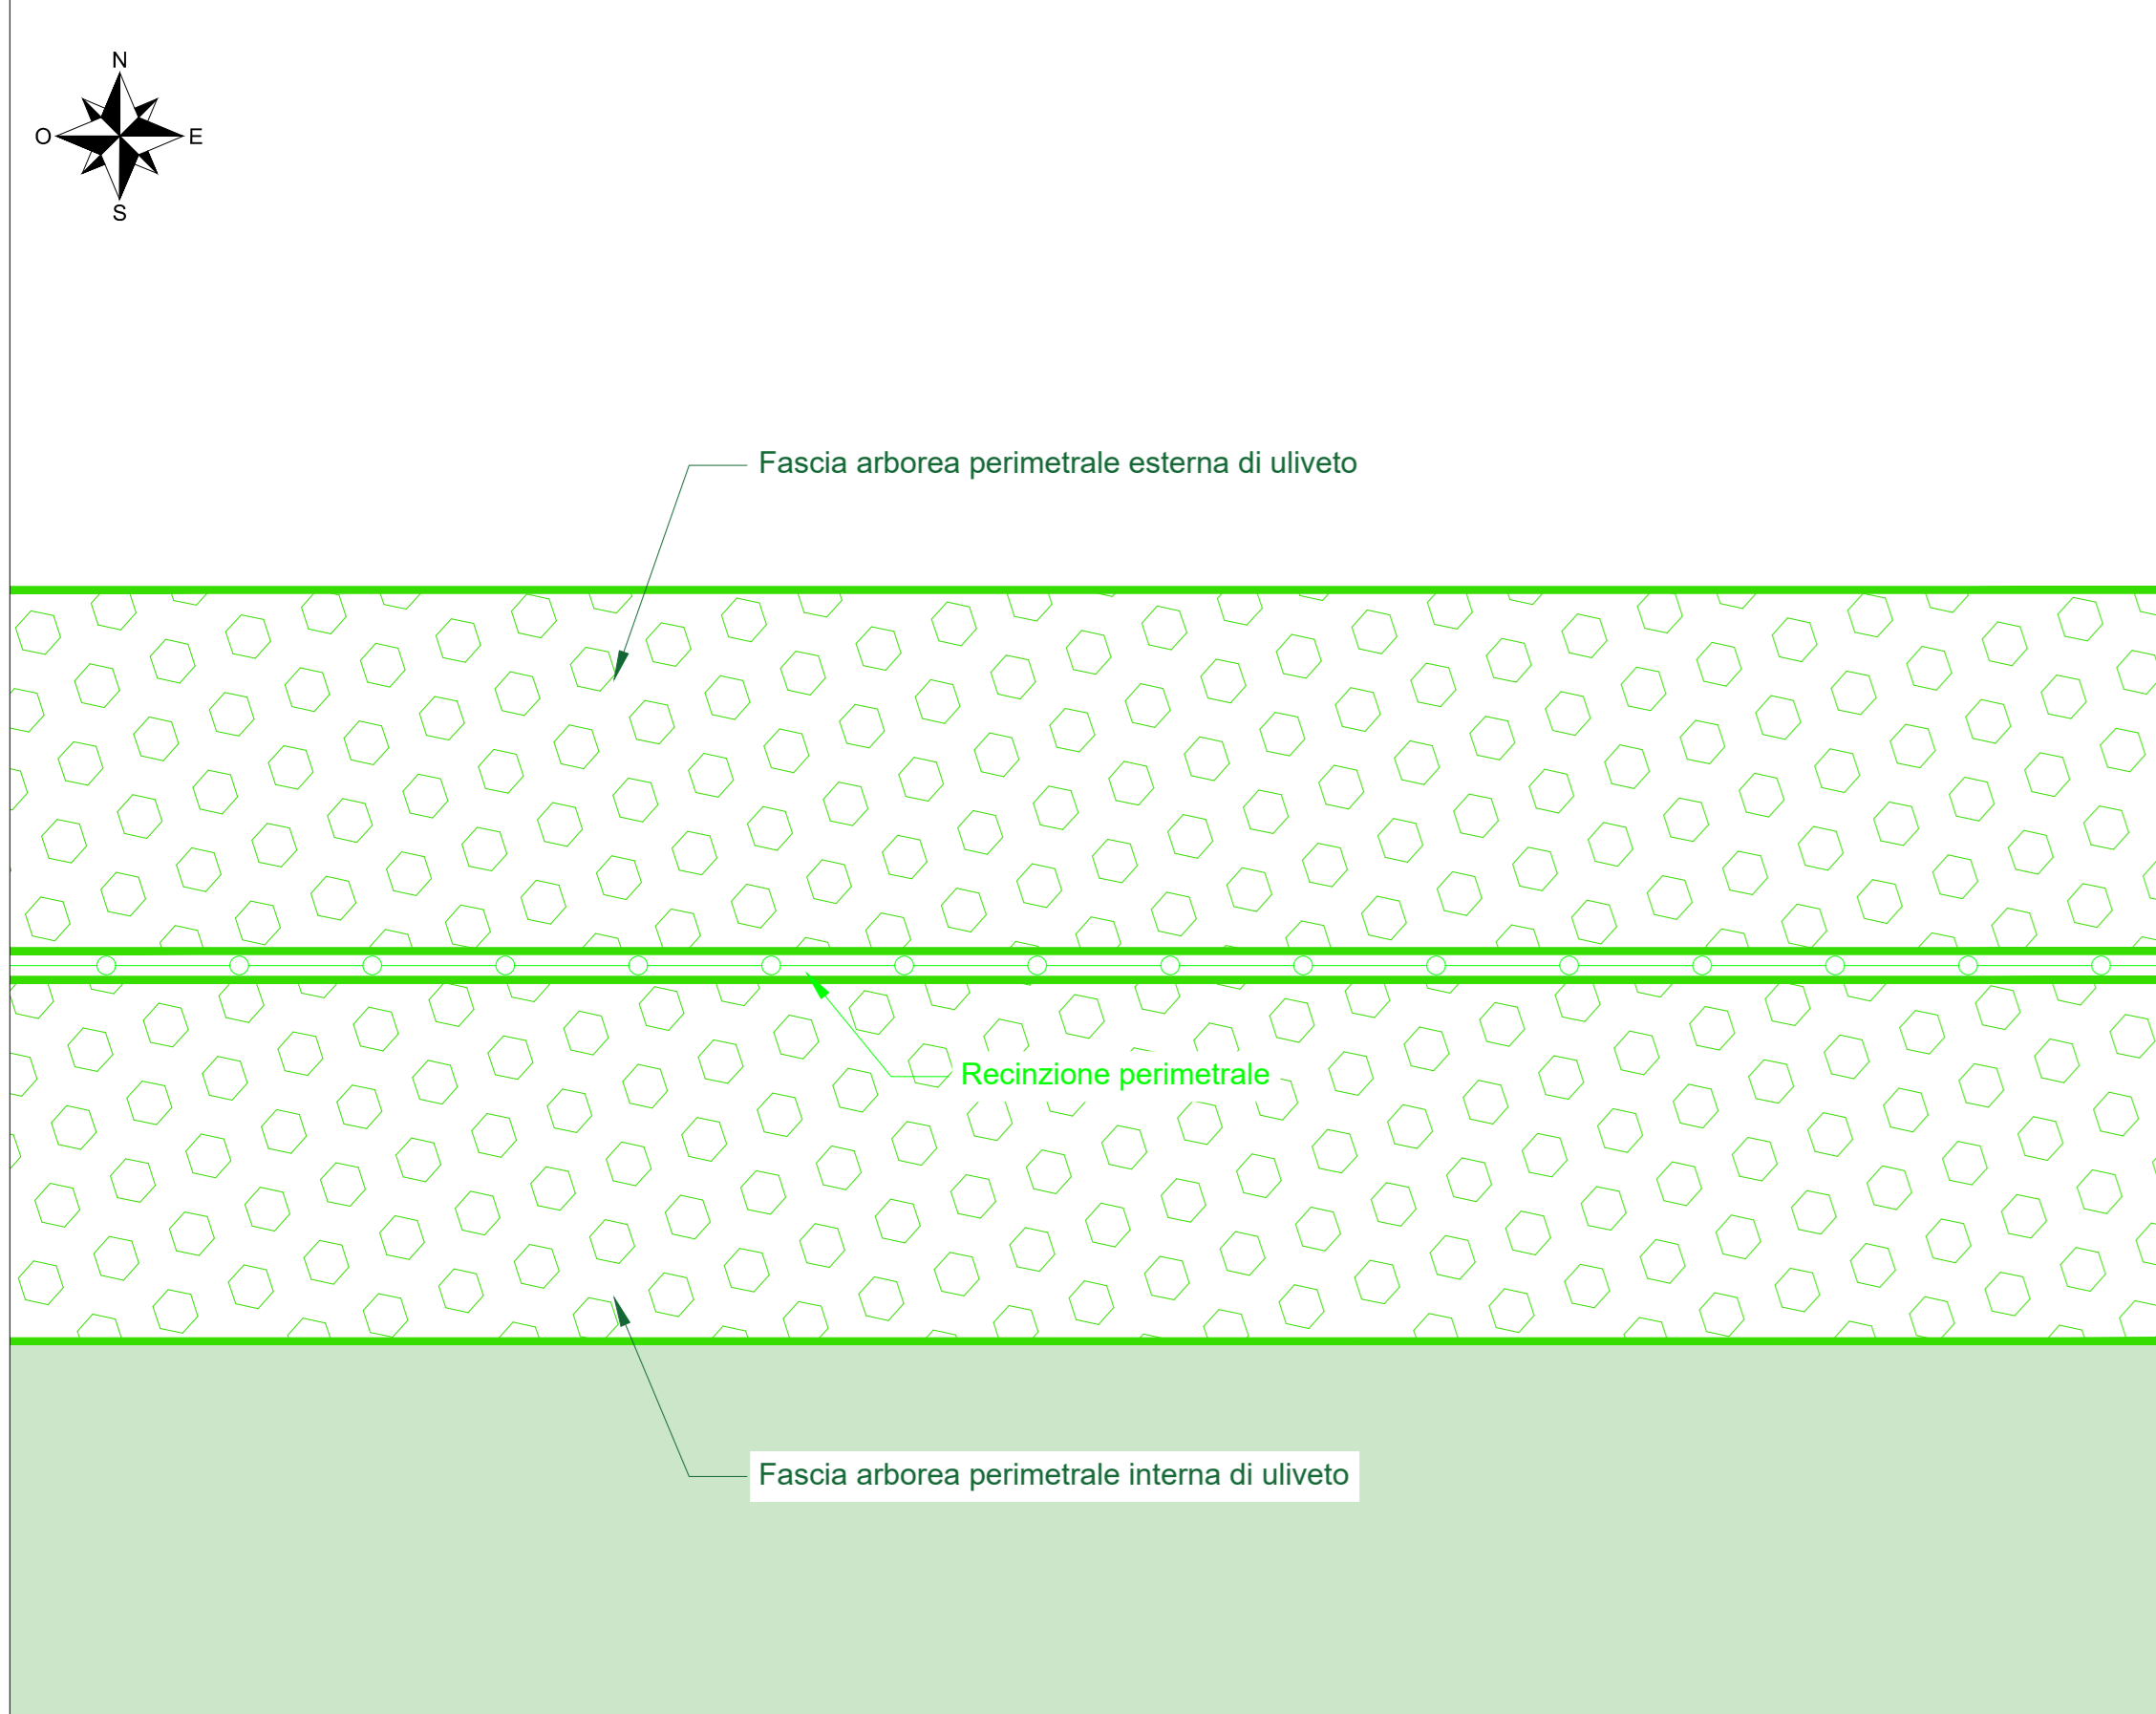 N
O
E
S
Fascia arborea perimetrale esterna di uliveto
Recinzione perimetrale
Fascia arborea perimetrale interna di uliveto